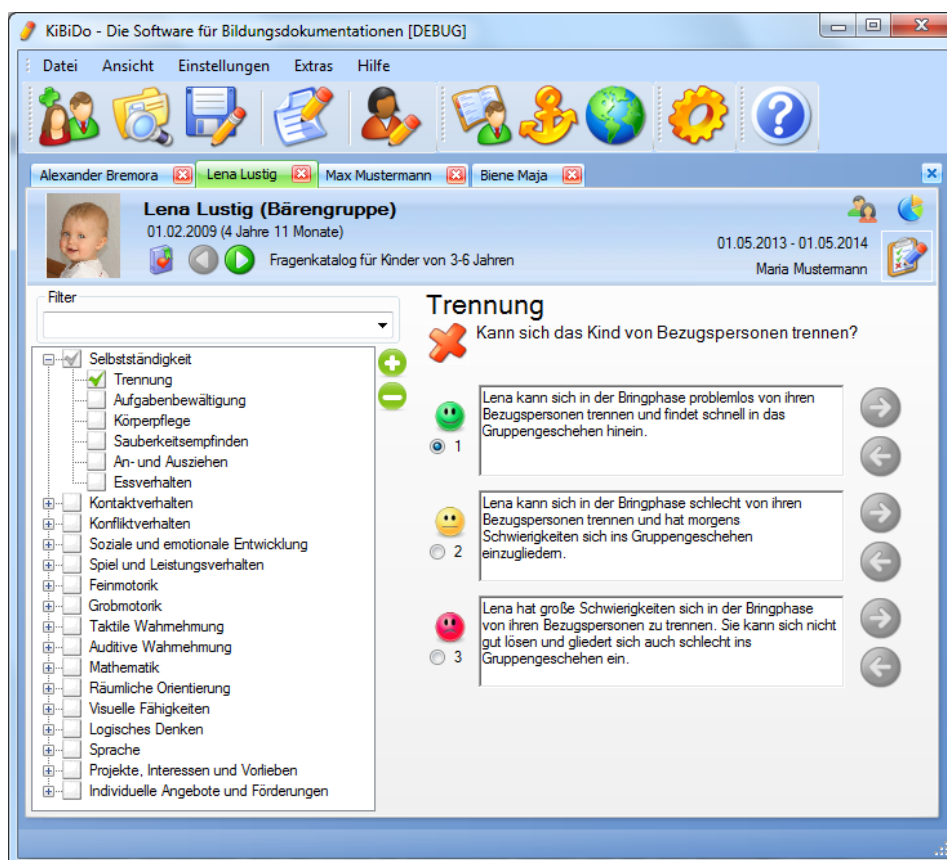 KiBiDo - Die Software für Bildungsdokumentationen [DEBUG]
Datei Ansicht Einstellungen Extras Hilfe
Alexander Bremora Lena Lustig Max Mustermann Biene Maja
Lena Lustig (Bärengruppe)
01.02.2009 (4 Jahre 11 Monate)
Fragenkatalog für Kinder von 3-6 Jahren
01.05.2013 - 01.05.2014
Maria Mustermann
Filter
Selbstständigkeit
Trennung
Aufgabenbewältigung
Körperpflege
Sauberkeitsempfinden
An- und Ausziehen
Essverhalten
Kontaktverhalten
Konfliktverhalten
Soziale und emotionale Entwicklung
Spiel und Leistungsverhalten
Feinmotorik
Grobmotorik
Taktile Wahrnehmung
Auditive Wahrnehmung
Mathematik
Räumliche Orientierung
Visuelle Fähigkeiten
Logisches Denken
Sprache
Projekte, Interessen und Vorlieben
Individuelle Angebote und Förderungen
Trennung
Kann sich das Kind von Bezugspersonen trennen?
1
Lena kann sich in der Bringphase problemlos von ihren
Bezugspersonen trennen und findet schnell in das
Gruppengeschehen hinein.
2
Lena kann sich in der Bringphase schlecht von ihren
Bezugspersonen trennen und hat morgens
Schwierigkeiten sich ins Gruppengeschehen
einzugliedern.
3
Lena hat große Schwierigkeiten sich in der Bringphase
von ihren Bezugspersonen zu trennen. Sie kann sich nicht
gut lösen und gliedert sich auch schlecht ins
Gruppengeschehen ein.